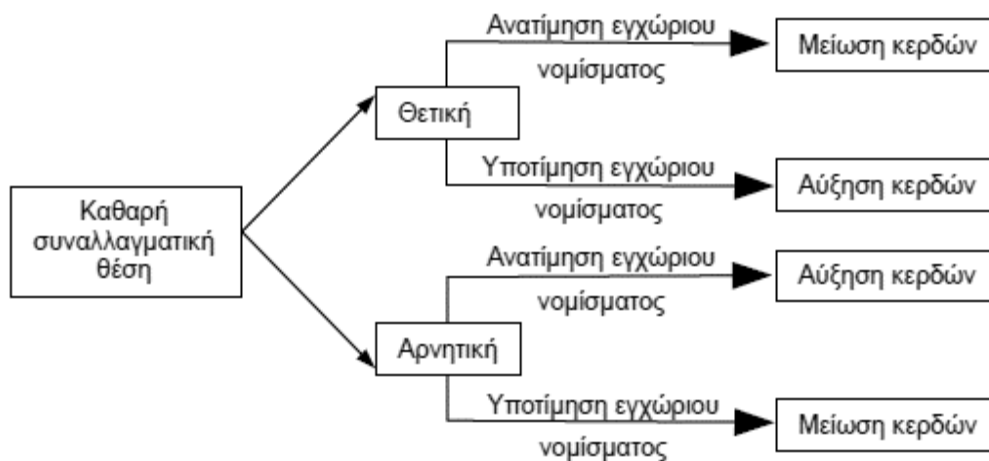 Ανατίμηση εγχώριου
νομίσματος
Μείωση κερδών
Θετική
Υποτίμηση εγχώριου
νομίσματος
Αύξηση κερδών
Καθαρή
συναλλαγματική
θέση
Ανατίμηση εγχώριου
νομίσματος
Αύξηση κερδών
Αρνητική
Υποτίμηση εγχώριου
νομίσματος
Μείωση κερδών